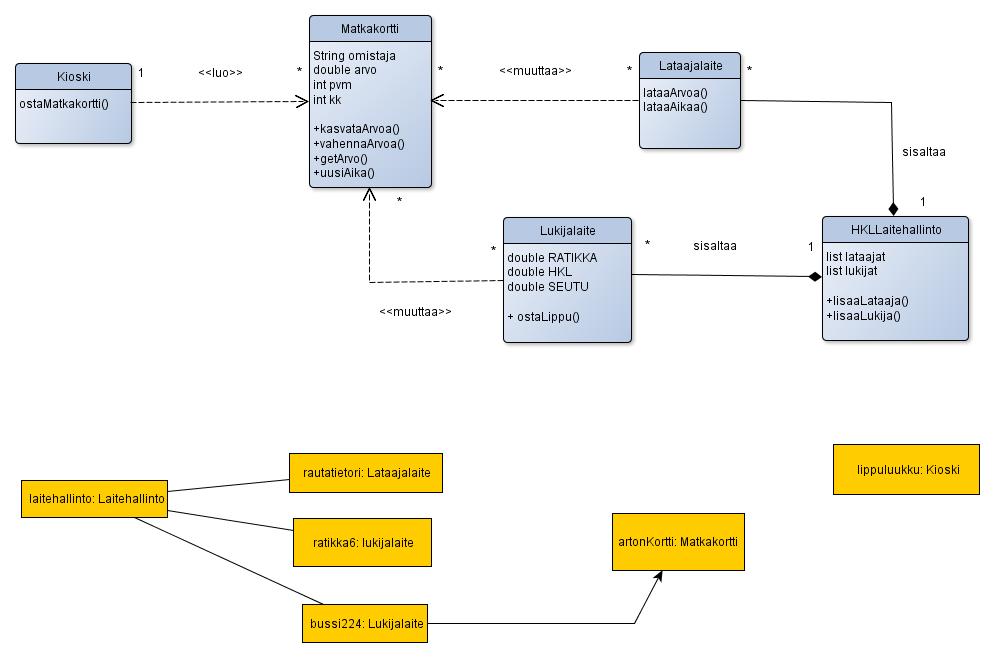 Kioski
ostaMatkakortti()
1
<<luo>>
*
Matkakortti
String omistaja
double arvo
int pvm
int kk
+kasvataArvoa()
+vahennaArvoa()
+getArvo()
+uusiAika()
*
<<muuttaa>>
*
Lataajalaite
lataaArvoa()
lataaAikaa()
*
sisaltaa
1
*
<<muuttaa>>
*
Lukijalaite
double RATIKKA
double HKL
double SEUTU
+ ostaLippu()
*
sisaltaa
1
HKLLaitehallinto
list lataajat
list lukijat
+lisaaLataaja()
+lisaaLukija()
laitehallinto: Laitehallinto
rautatietori: Lataajalaite
ratikka6: lukijalaite
bussi224: Lukijalaite
artonKortti: Matkakortti
lippuluukku: Kioski